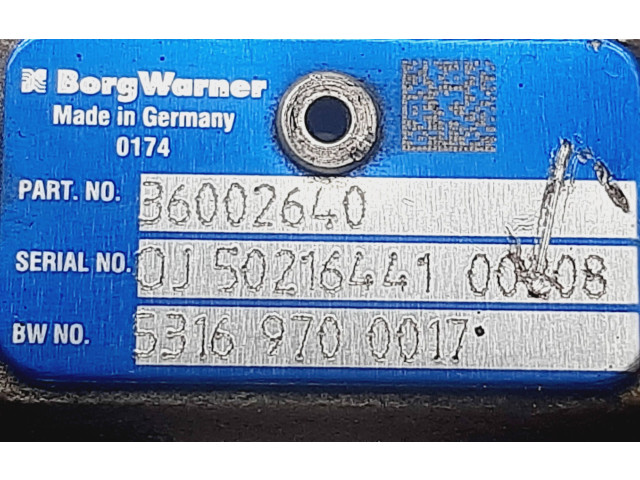 BorgWarner
Made in Germany
0174
PART. NO. 36002640
SERIAL NO. 0J 50216441
BW NO. 5316 970 0017